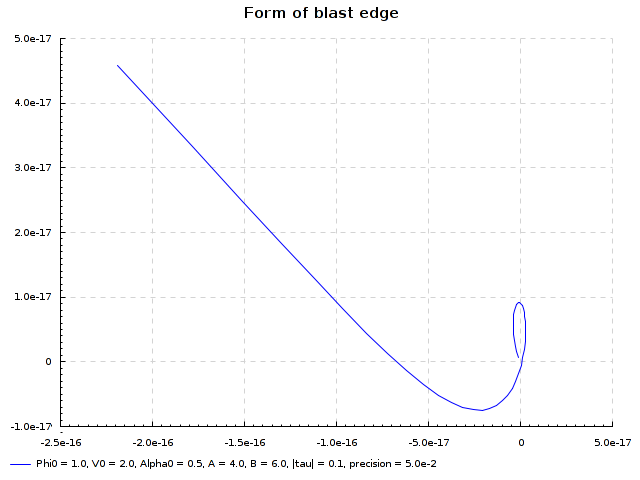 Form of blast edge
5.0e-17
4.0e-17
3.0e-17
2.0e-17
1.0e-17
0
-1.0e-17
-2.5e-16 -2.0e-16 -1.5e-16 -1.0e-16 -5.0e-17 0 5.0e-17
Phi0 = 1.0, V0 = 2.0, Alpha0 = 0.5, A = 4.0, B = 6.0, |tau| = 0.1, precision = 5.0e-2